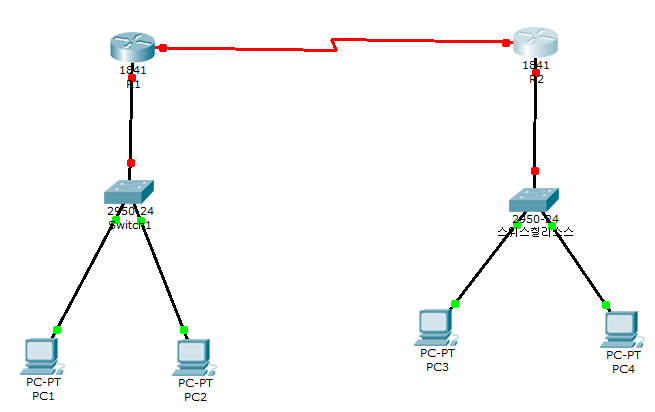 1841
R1
1841
R2
2950-24
Switch1
2950-24
PC-PT
PC1
PC-PT
PC2
PC-PT
PC3
PC-PT
PC4